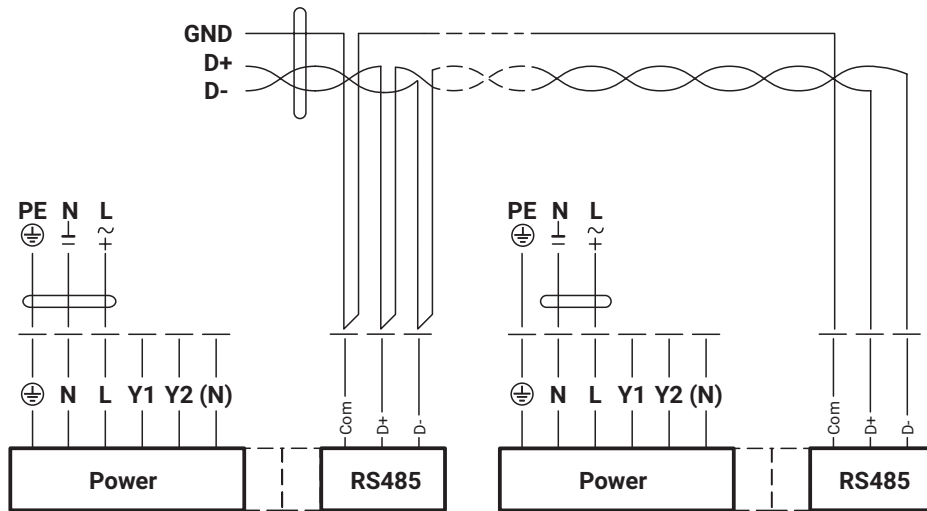 GND
D+
D-
PE N L
PE N L
N L Y1 Y2 (N)
Com D+ D-
N L Y1 Y2 (N)
Com D+ D-
Power
RS485
Power
RS485